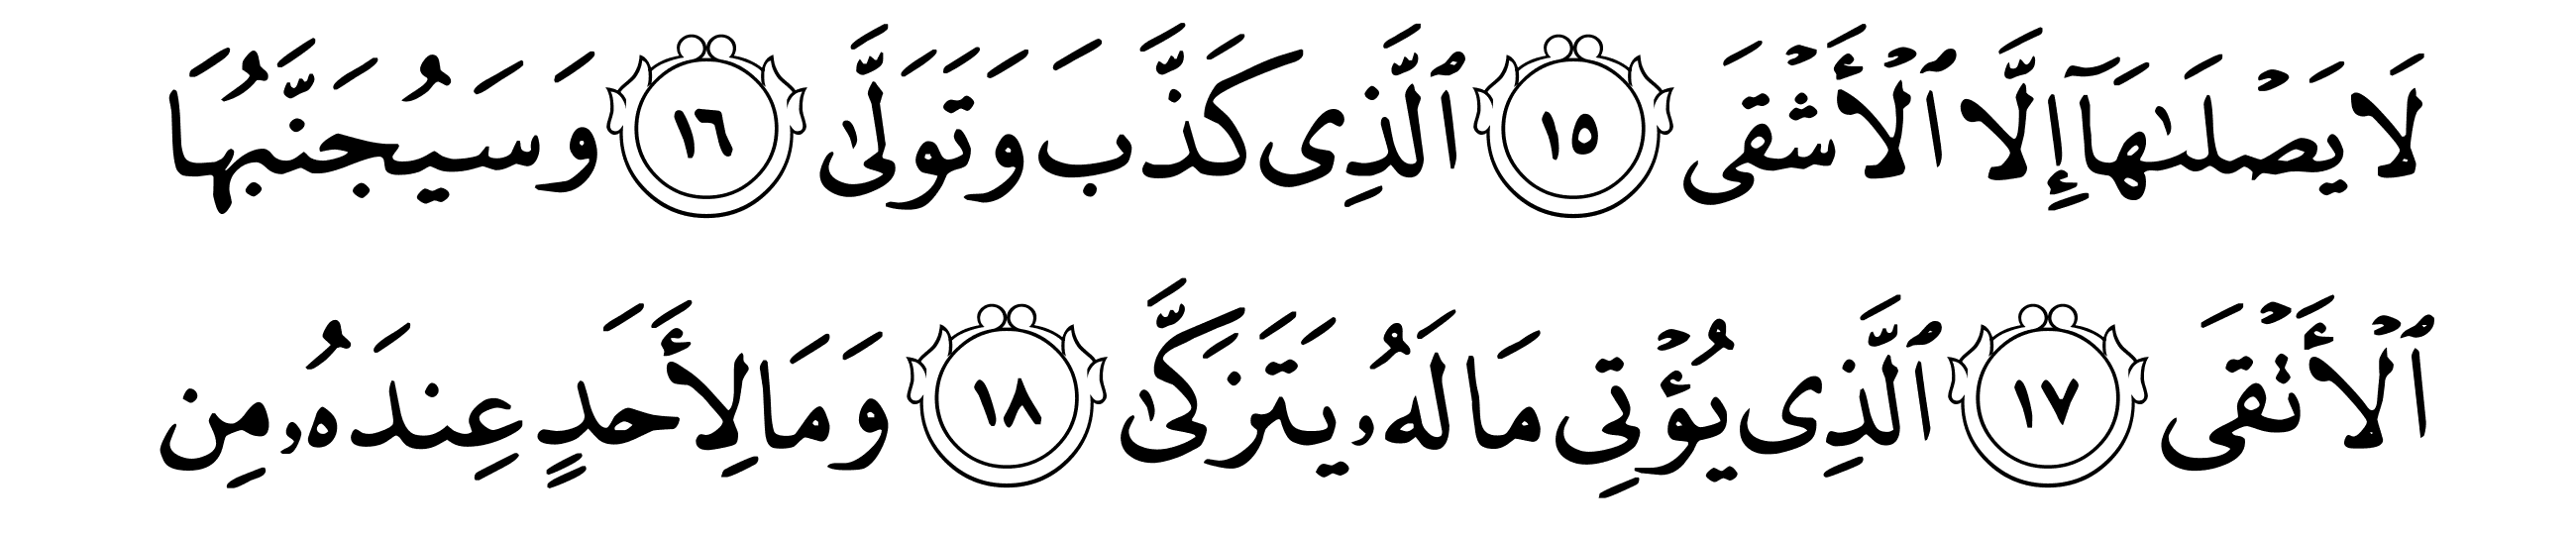 لَا يَصْلَىٰهَآ إِلَّا ٱلْأَشْقَى ١٥ ٱلَّذِى كَذَّبَ وَتَوَلَّىٰ ١٦ وَسَيُجَنَّبُهَا
ٱلْأَتْقَى ١٧ ٱلَّذِى يُؤْتِى مَالَهُۥ يَتَزَكَّىٰ ١٨ وَمَا لِأَحَدٍ عِندَهُۥ مِن